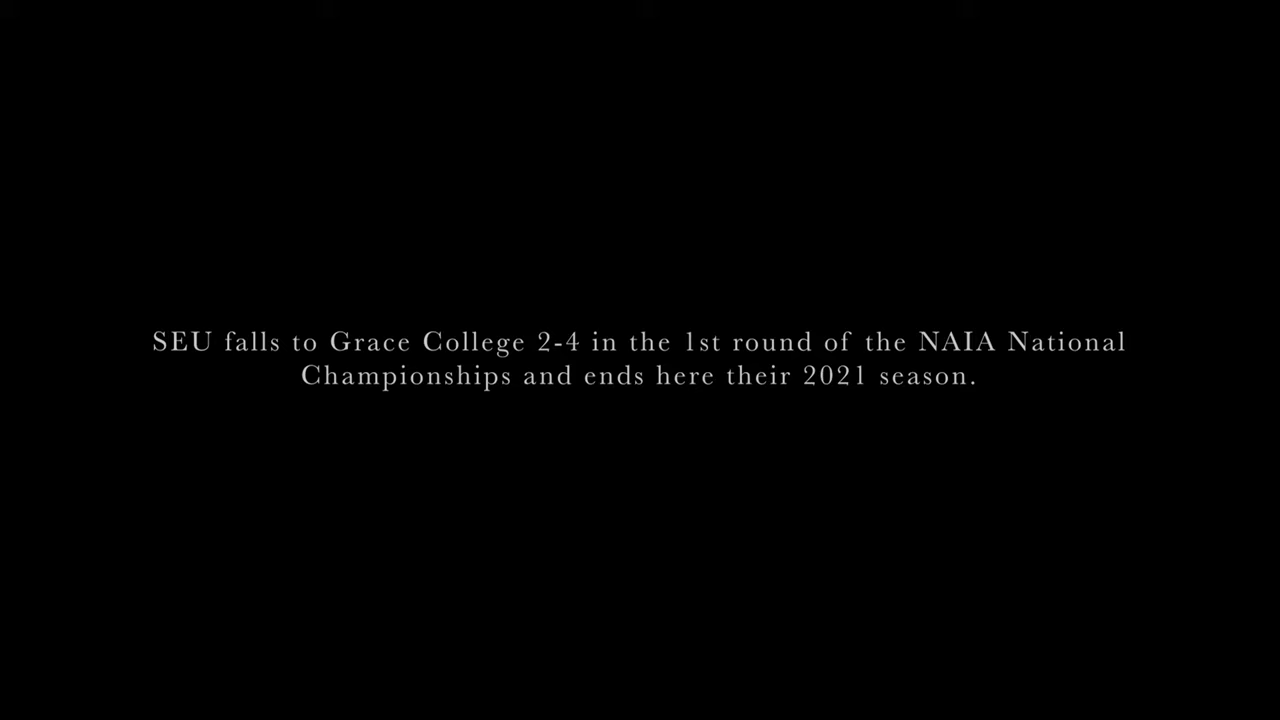 SEU falls to Grace College 2-4 in the 1st round of the NAIA National
Championships and ends here their 2021 season.